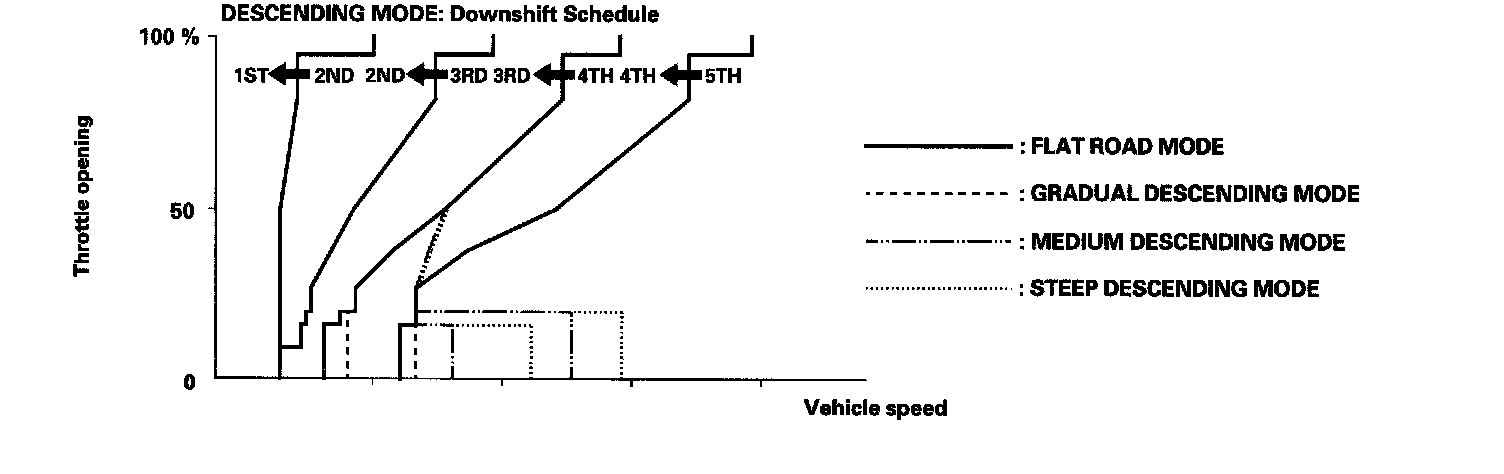 DESCENDING MODE: Downshift Schedule
100 %
1ST 2ND 2ND 3RD 3RD 4TH 4TH 5TH
Throttle opening
: FLAT ROAD MODE
: GRADUAL DESCENDING MODE
50
: MEDIUM DESCENDING MODE
: STEEP DESCENDING MODE
0
Vehicle speed